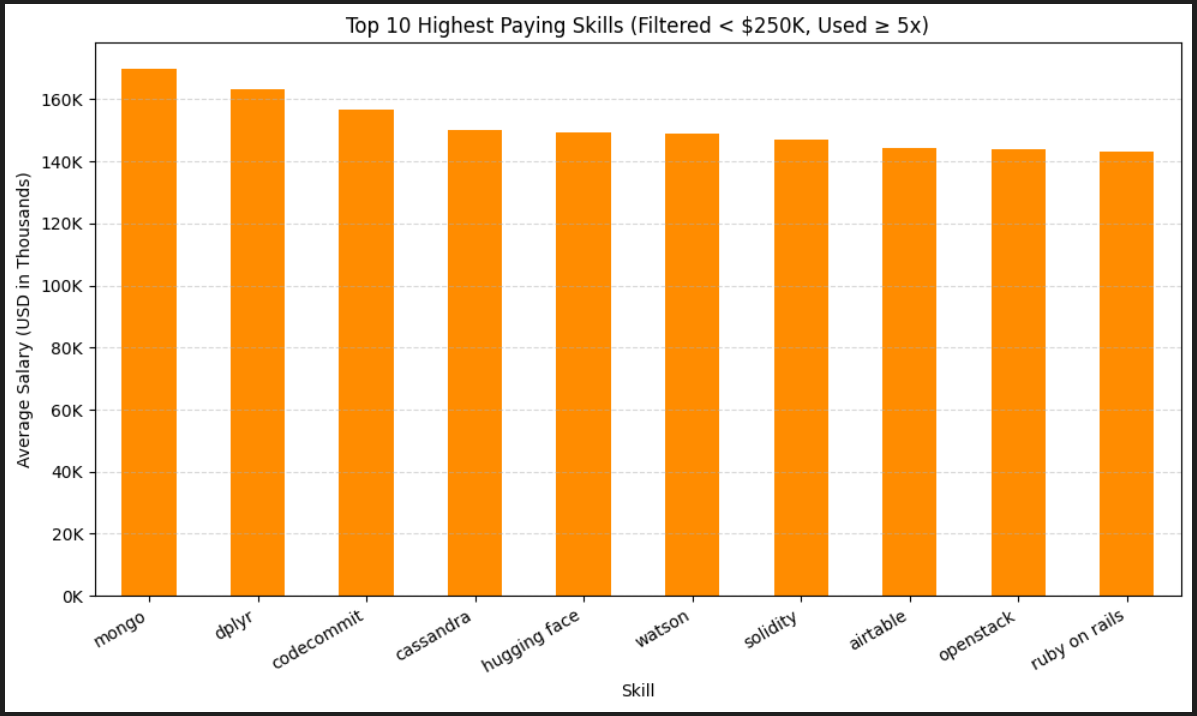 Top 10 Highest Paying Skills (Filtered < $250K, Used ≥ 5x)
Average Salary (USD in Thousands)
160K
140K
120K
100K
80K
60K
40K
20K
0K
mongo
dplyr
codecommit
cassandra
hugging face
watson
solidity
airtable
openstack
ruby on rails
Skill